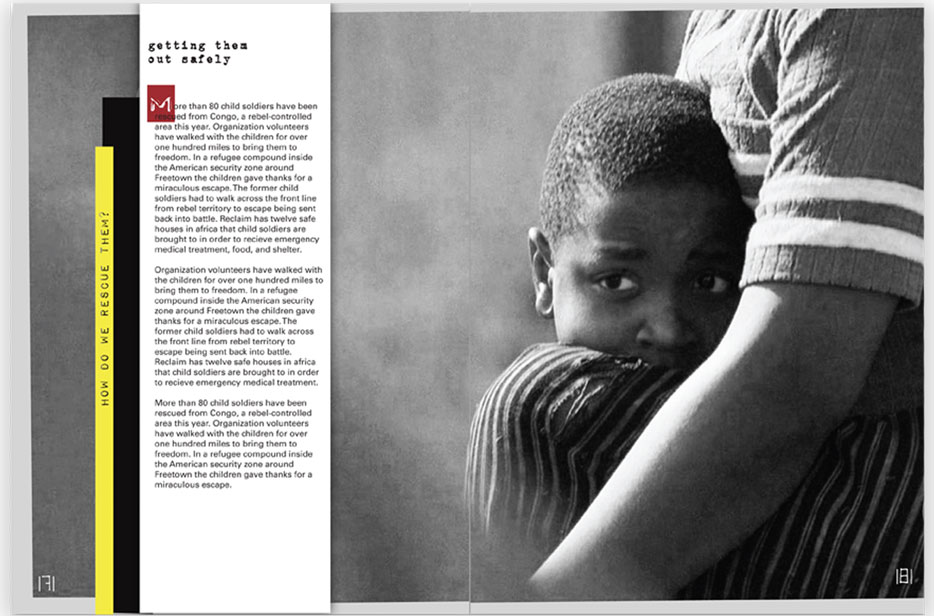 getting them
out safely
More than 80 child soldiers have been
rescued from Congo, a rebel-controlled
area this year. Organization volunteers
have walked with the children for over
one hundred miles to bring them to
freedom. In a refugee compound inside
the American security zone around
Freetown the children gave thanks for a
miraculous escape. The former child
soldiers had to walk across the front line
from rebel territory to escape being sent
back into battle. Reclaim has twelve safe
houses in africa that child soldiers are
brought to in order to recieve emergency
medical treatment, food, and shelter.
Organization volunteers have walked with
the children for over one hundred miles to
bring them to freedom. In a refugee
compound inside the American security
zone around Freetown the children gave
thanks for a miraculous escape. The
former child soldiers had to walk across
the front line from rebel territory to
escape being sent back into battle.
Reclaim has twelve safe houses in africa
that child soldiers are brought to in order
to recieve emergency medical treatment.
More than 80 child soldiers have been
rescued from Congo, a rebel-controlled
area this year. Organization volunteers
have walked with the children for over
one hundred miles to bring them to
freedom. In a refugee compound inside
the American security zone around
Freetown the children gave thanks for a
miraculous escape.
HOW DO WE RESCUE THEM?
|7|
|8|